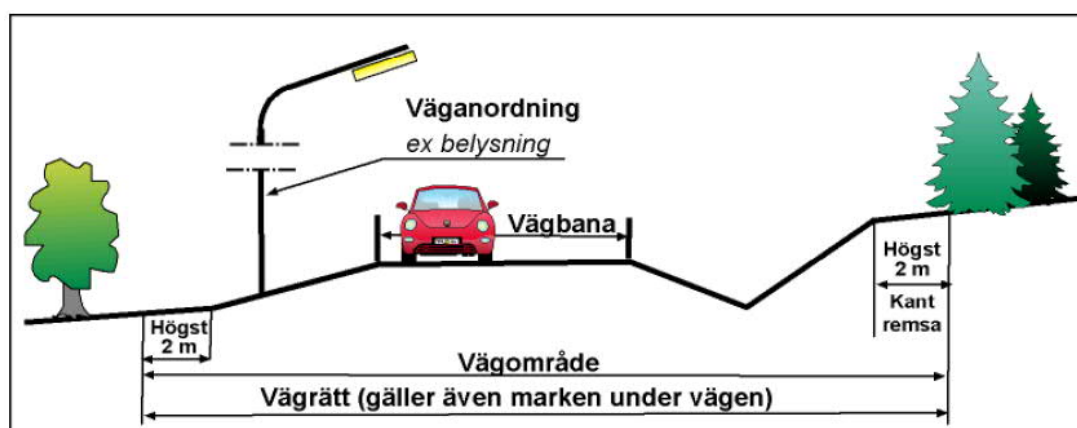 Väganordning
ex belysning
Vägbana
Högst
2 m
Kant
remsa
Högst
2 m
Vägområde
Vägrätt (gäller även marken under vägen)